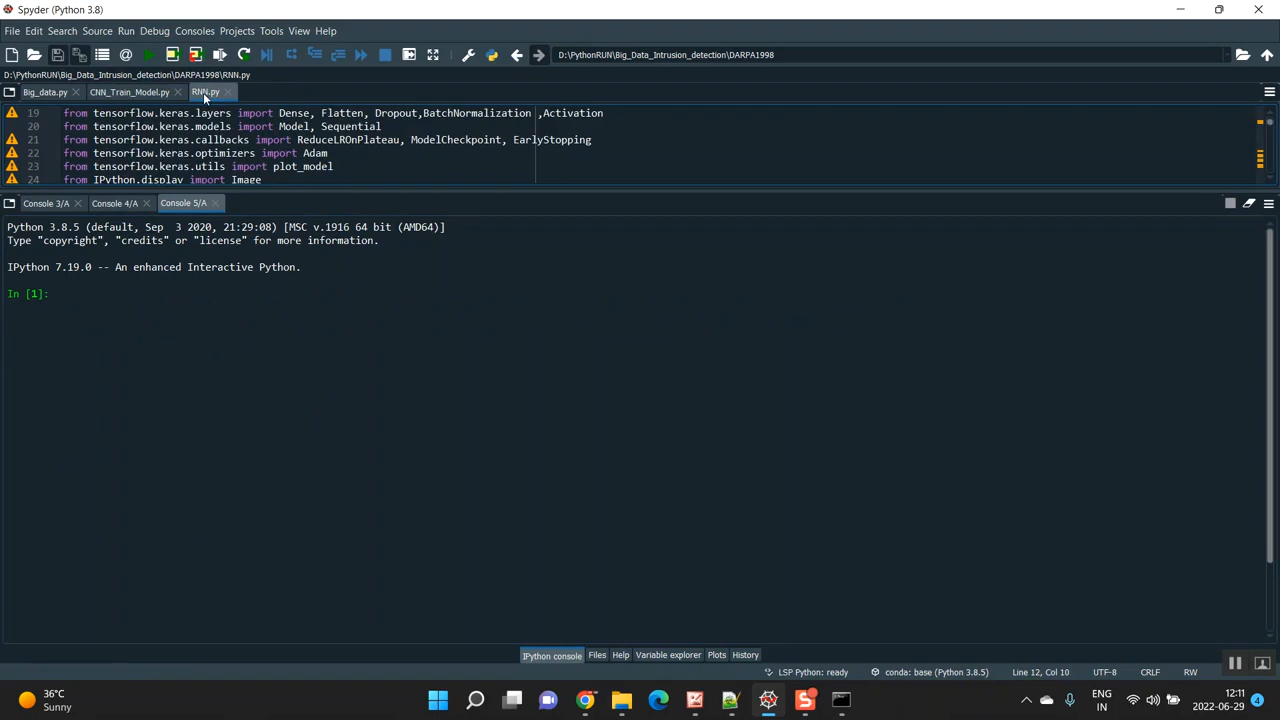 Spyder (Python 3.8)
File Edit Search Source Run Debug Consoles Projects Tools View Help
D:\PythonRUN\Big_Data_Intrusion_detection\DARPA1998
D:\PythonRUN\Big_Data_Intrusion_detection\DARPA1998\RNN.py
Big_data.py CNN_Train_Model.py RNN.py
19 from tensorflow.keras.layers import Dense, Flatten, Dropout,BatchNormalization ,Activation
20 from tensorflow.keras.models import Model, Sequential
21 from tensorflow.keras.callbacks import ReduceLROnPlateau, ModelCheckpoint, EarlyStopping
22 from tensorflow.keras.optimizers import Adam
23 from tensorflow.keras.utils import plot_model
24 from IPython.display import Image
Console 3/A Console 4/A Console 5/A
Python 3.8.5 (default, Sep  3 2020, 21:29:08) [MSC v.1916 64 bit (AMD64)]
Type "copyright", "credits" or "license" for more information.
IPython 7.19.0 -- An enhanced Interactive Python.
In [1]:
IPython console Files Help Variable explorer Plots History
LSP Python: ready conda: base (Python 3.8.5) Line 12, Col 10 UTF-8 CRLF RW
36°C
Sunny
ENG
IN
12:11
2022-06-29
4